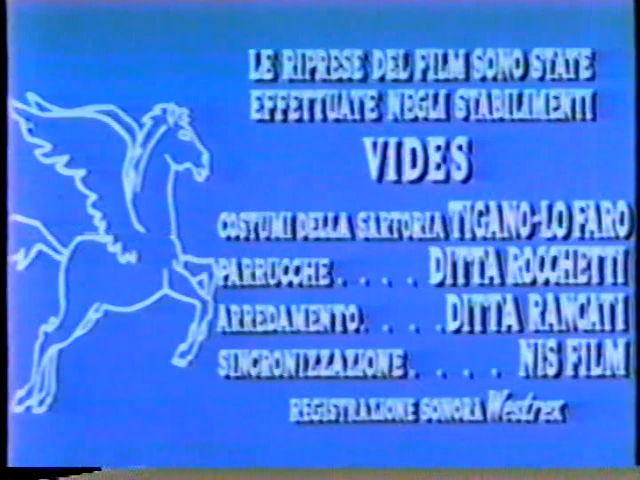 LE RIPRESE DEL FILM SONO STATE
EFFETTUATE NEGLI STABILIMENTI
VIDES
COSTUMI DELLA SARTORIA TIGANO-LO FARO
PARRUCCHE . . . . DITTA ROCCHETTI
ARREDAMENTO . . . . DITTA RANCATI
SINCRONIZZAZIONE . . . . NIS FILM
REGISTRAZIONE SONORA Westrex